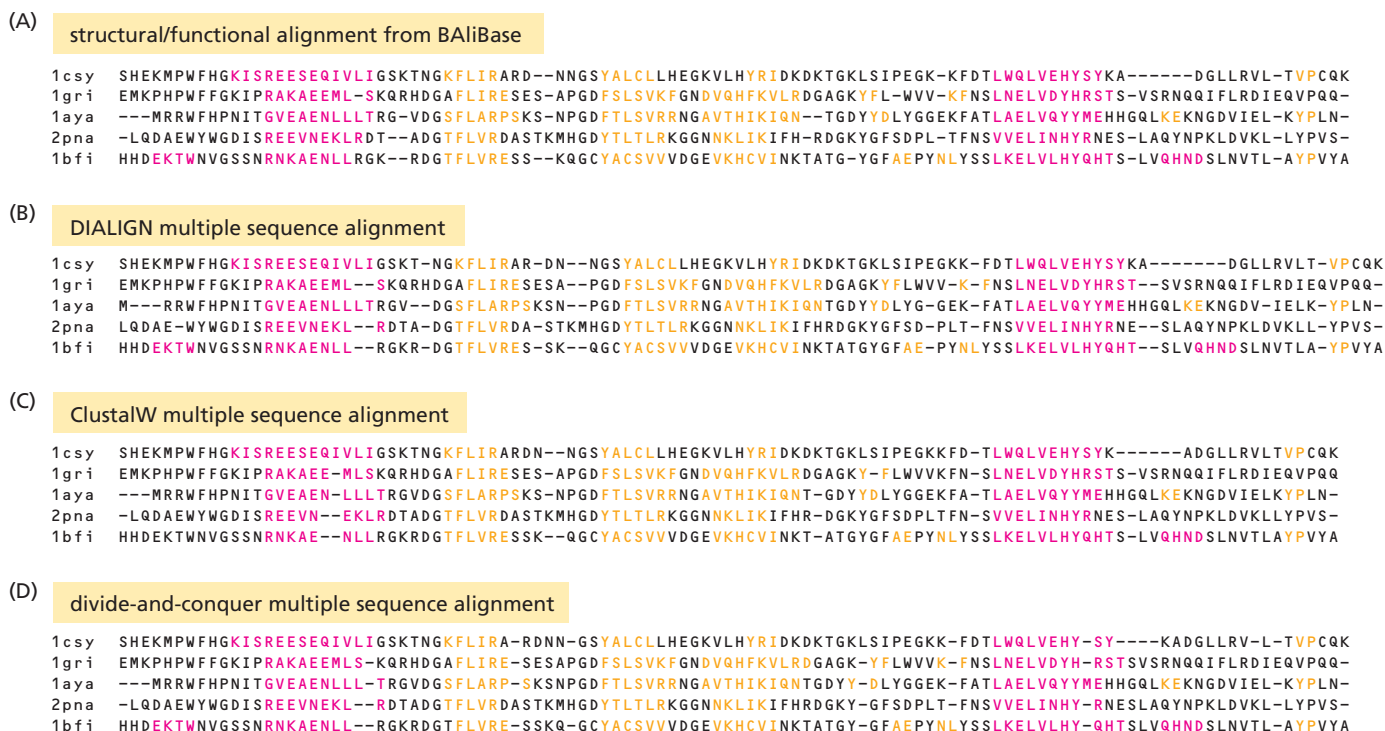 (A)
structural/functional alignment from BAliBase
1csy SHEKMPWFHGKISREESEQIVLIGSKTNGKFLIRARD--NNGSYALCLLHEGKVLHYRIDKDKTGKLSIPEGK-KFDTLWQLVEHYSYKA------DGLLRVL-TVPCQK
1gri EMKPHPWFFGKIPRAKAEEML-SKQRHDGAFLIRESES-APGDFSLSVKFGNDVQHFKVLRDGAGKYFL-WVV-KFNSLNELVDYHRSTS-VSRNQQIFLRDIEQVPQQ-
1aya ---MRRWFHPNITGVEAENLLLTRG-VDGSFLARPSKS-NPGDFTLSVRRNGAVTHIKIQN--TGDYYDLYGGEKFATLAELVQYYMEHHGQLKEKNGDVIEL-KYPLN-
2pna -LQDAEWYWGDISREEVNEKLRDT--ADGTFLVRDASTKMHGDYTLTLRKGGNNKLIKIFH-RDGKYGFSDPL-TFNSVVELINHYRNES-LAQYNPKLDVKL-LYPVS-
1bfi HHDEKTWNVGSSNRNKAENLLRGK--RDGTFLVRESS--KQGCYACSVVVDGEVKHCVINKTATG-YGFAEPYNLYSSLKELVLHYQHTS-LVQHNDSLNVTL-AYPVYA
(B)
DIALIGN multiple sequence alignment
1csy SHEKMPWFHGKISREESEQIVLIGSKT-NGKFLIRAR-DN--NGSYALCLLHEGKVLHYRIDKDKTGKLSIPEGKK-FDTLWQLVEHYSYKA-------DGLLRVLT-VPCQK
1gri EMKPHPWFFGKIPRAKAEEML--SKQRHDGAFLIRESESA--PGDFSLSVKFGNDVQHFKVLRDGAGKYFLWVV-K-FNSLNELVDYHRST--SVSRNQQIFLRDIEQVPQQ-
1aya M---RRWFHPNITGVEAENLLLTRGV--DGSFLARPSKSN--PGDFTLSVRRNGAVTHIKIQNTGDYYDLYG-GEK-FATLAELVQYYMEHHGQLKEKNGDV-IELK-YPLN-
2pna LQDAE-WYWGDISREEVNEKL--RDTA-DGTFLVRDA-STKMHGDYTLTLRKGGNNKLIKIFHRDGKYGFSD-PLT-FNSVVELINHYRNE--SLAQYNPKLDVKLL-YPVS-
1bfi HHDEKTWNVGSSNRNKAENLL--RGKR-DGTFLVRES-SK--QGCYACSVVVDGEVKHCVINKTATGYGFAE-PYNLYSSLKELVLHYQHT--SLVQHNDSLNVTLA-YPVYA
(C)
ClustalW multiple sequence alignment
1csy SHEKMPWFHGKISREESEQIVLIGSKTNGKFLIRARDN--NGSYALCLLHEGKVLHYRIDKDKTGKLSIPEGKKFD-TLWQLVEHYSYK------ADGLLRVLTVPCQK
1gri EMKPHPWFFGKIPRAKAEE-MLSKQRHDGAFLIRESES-APGDFSLSVKFGNDVQHFKVLRDGAGKY-FLWVVKFN-SLNELVDYHRSTS-VSRNQQIFLRDIEQVPQQ
1aya ---MRRWFHPNITGVEAEN-LLLTRGVDGSFLARPSKS-NPGDFTLSVRRNGAVTHIKIQNT-GDYYDLYGGEKFA-TLAELVQYYMEHHGQLKEKNGDVIELKYPLN-
2pna -LQDAEWYWGDISREEVN--EKLRDTADGTFLVRDASTKMHGDYTLTLRKGGNNKLIKIFHR-DGKYGFSDPLTFN-SVVELINHYRNES-LAQYNPKLDVKLLYPVS-
1bfi HHDEKTWNVGSSNRNKAE--NLLRGKRDGTFLVRESSK--QGCYACSVVVDGEVKHCVINKT-ATGYGFAEPYNLYSSLKELVLHYQHTS-LVQHNDSLNVTLAYPVYA
(D)
divide-and-conquer multiple sequence alignment
1csy SHEKMPWFHGKISREESEQIVLIGSKTNGKFLIRA-RDNN-GSYALCLLHEGKVLHYRIDKDKTGKLSIPEGKK-FDTLWQLVEHY-SY----KADGLLRV-L-TVPCQK
1gri EMKPHPWFFGKIPRAKAEEMLS-KQRHDGAFLIRE-SESAPGDFSLSVKFGNDVQHFKVLRDGAGK-YFLWVVK-FNSLNELVDYH-RSTSVSRNQQIFLRDIEQVPQQ-
1aya ---MRRWFHPNITGVEAENLLL-TRGVDGSFLARP-SKSNPGDFTLSVRRNGAVTHIKIQNTGDYY-DLYGGEK-FATLAELVQYYMEHHGQLKEKNGDVIEL-KYPLN-
2pna -LQDAEWYWGDISREEVNEKL--RDTADGTFLVRDASTKMHGDYTLTLRKGGNNKLIKIFHRDGKY-GFSDPLT-FNSVVELINHY-RNESLAQYNPKLDVKL-LYPVS-
1bfi HHDEKTWNVGSSNRNKAENLL--RGKRDGTFLVRE-SSKQ-GCYACSVVVDGEVKHCVINKTATGY-GFAEPYNLYSSLKELVLHY-QHTSLVQHNDSLNVTL-AYPVYA